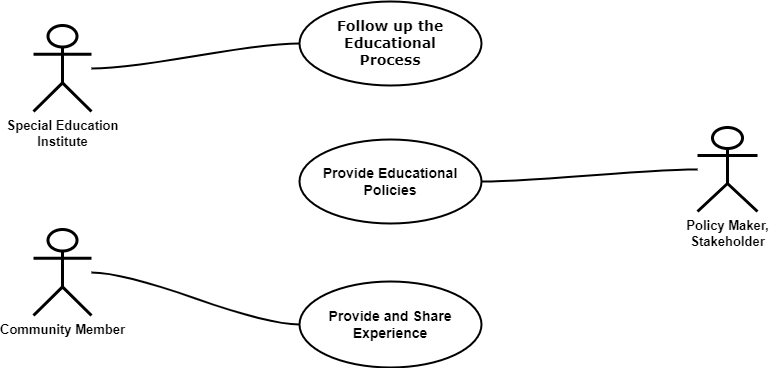 Follow up the
Educational
Process
Special Education
Institute
Provide Educational
Policies
Policy Maker,
Stakeholder
Community Member
Provide and Share
Experience